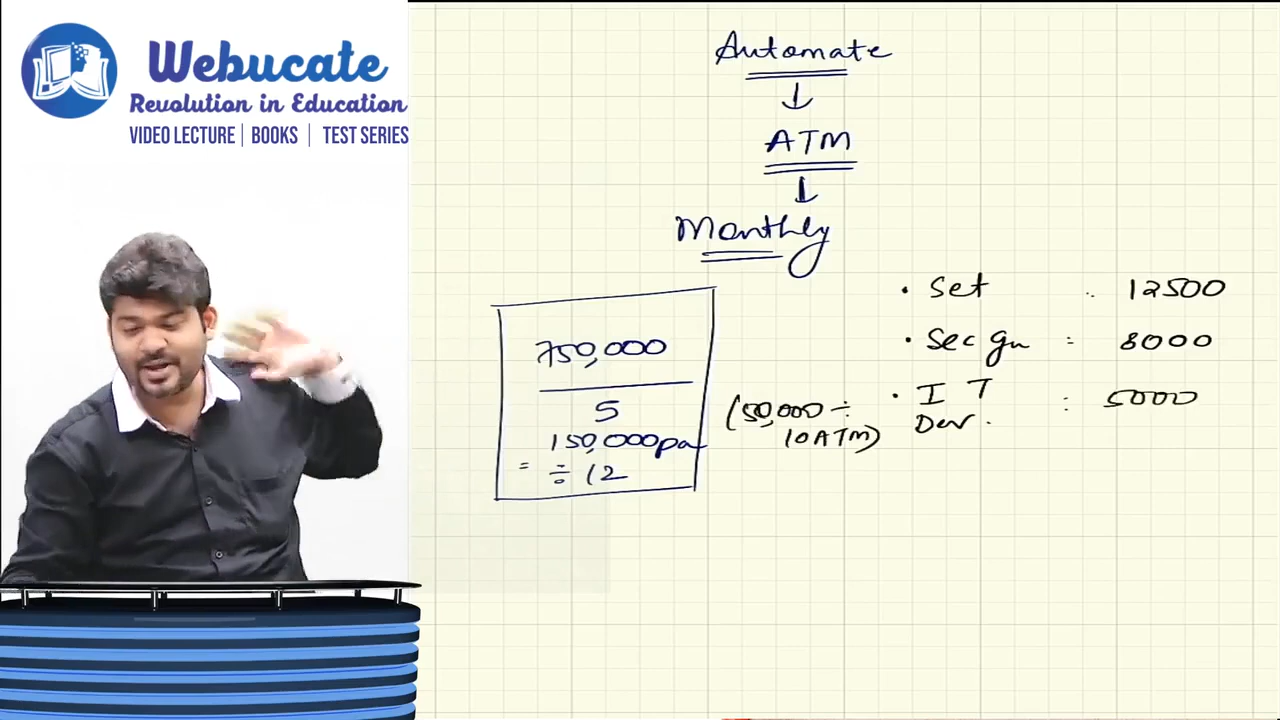 Webucate
Revolution in Education
VIDEO LECTURE | BOOKS | TEST SERIES
Automate
↓
ATM
↓
Monthly
750,000
5
150,000pa
= ÷ 12
• Set : 12500
• Sec gu = 8000
(50,000 ÷
10ATM)
• IT : 5000
Dev.